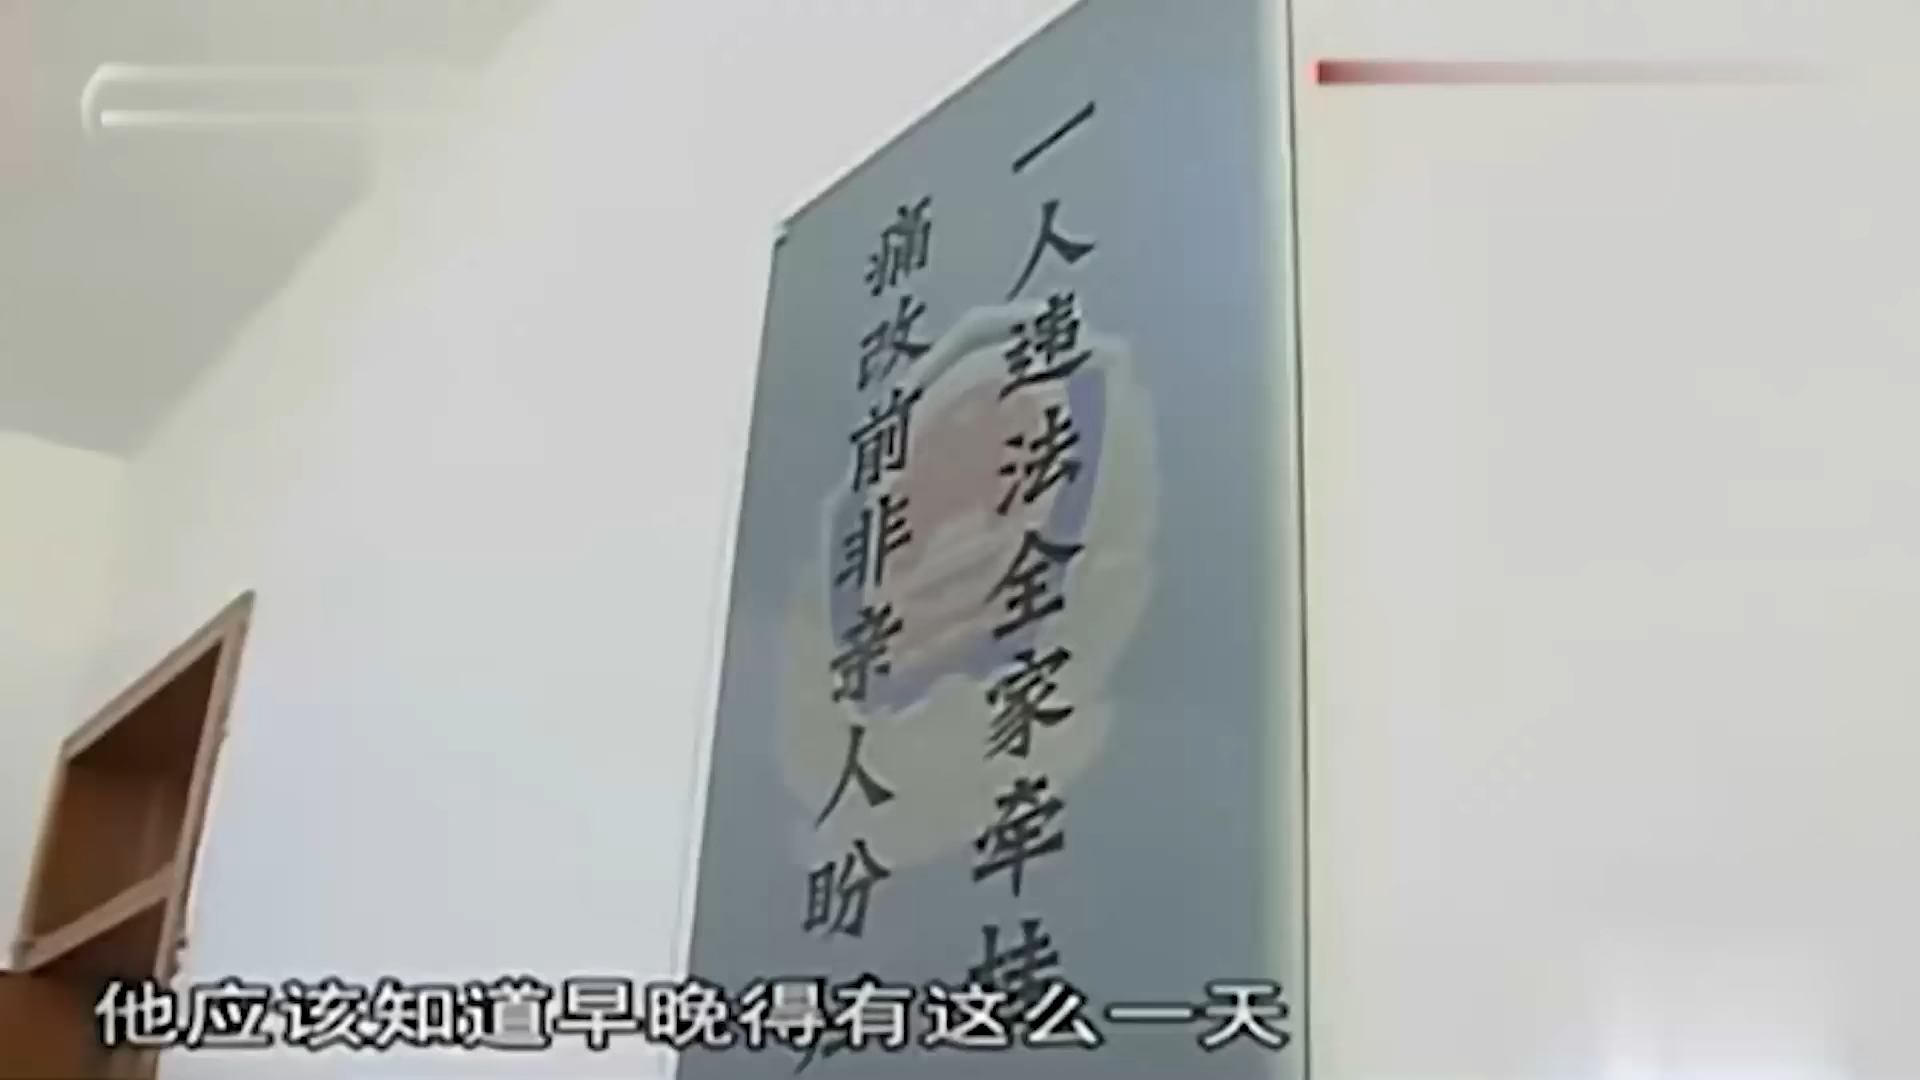 一人违法全家牵情
痛改前非亲人盼
他应该知道早晚得有这么一天